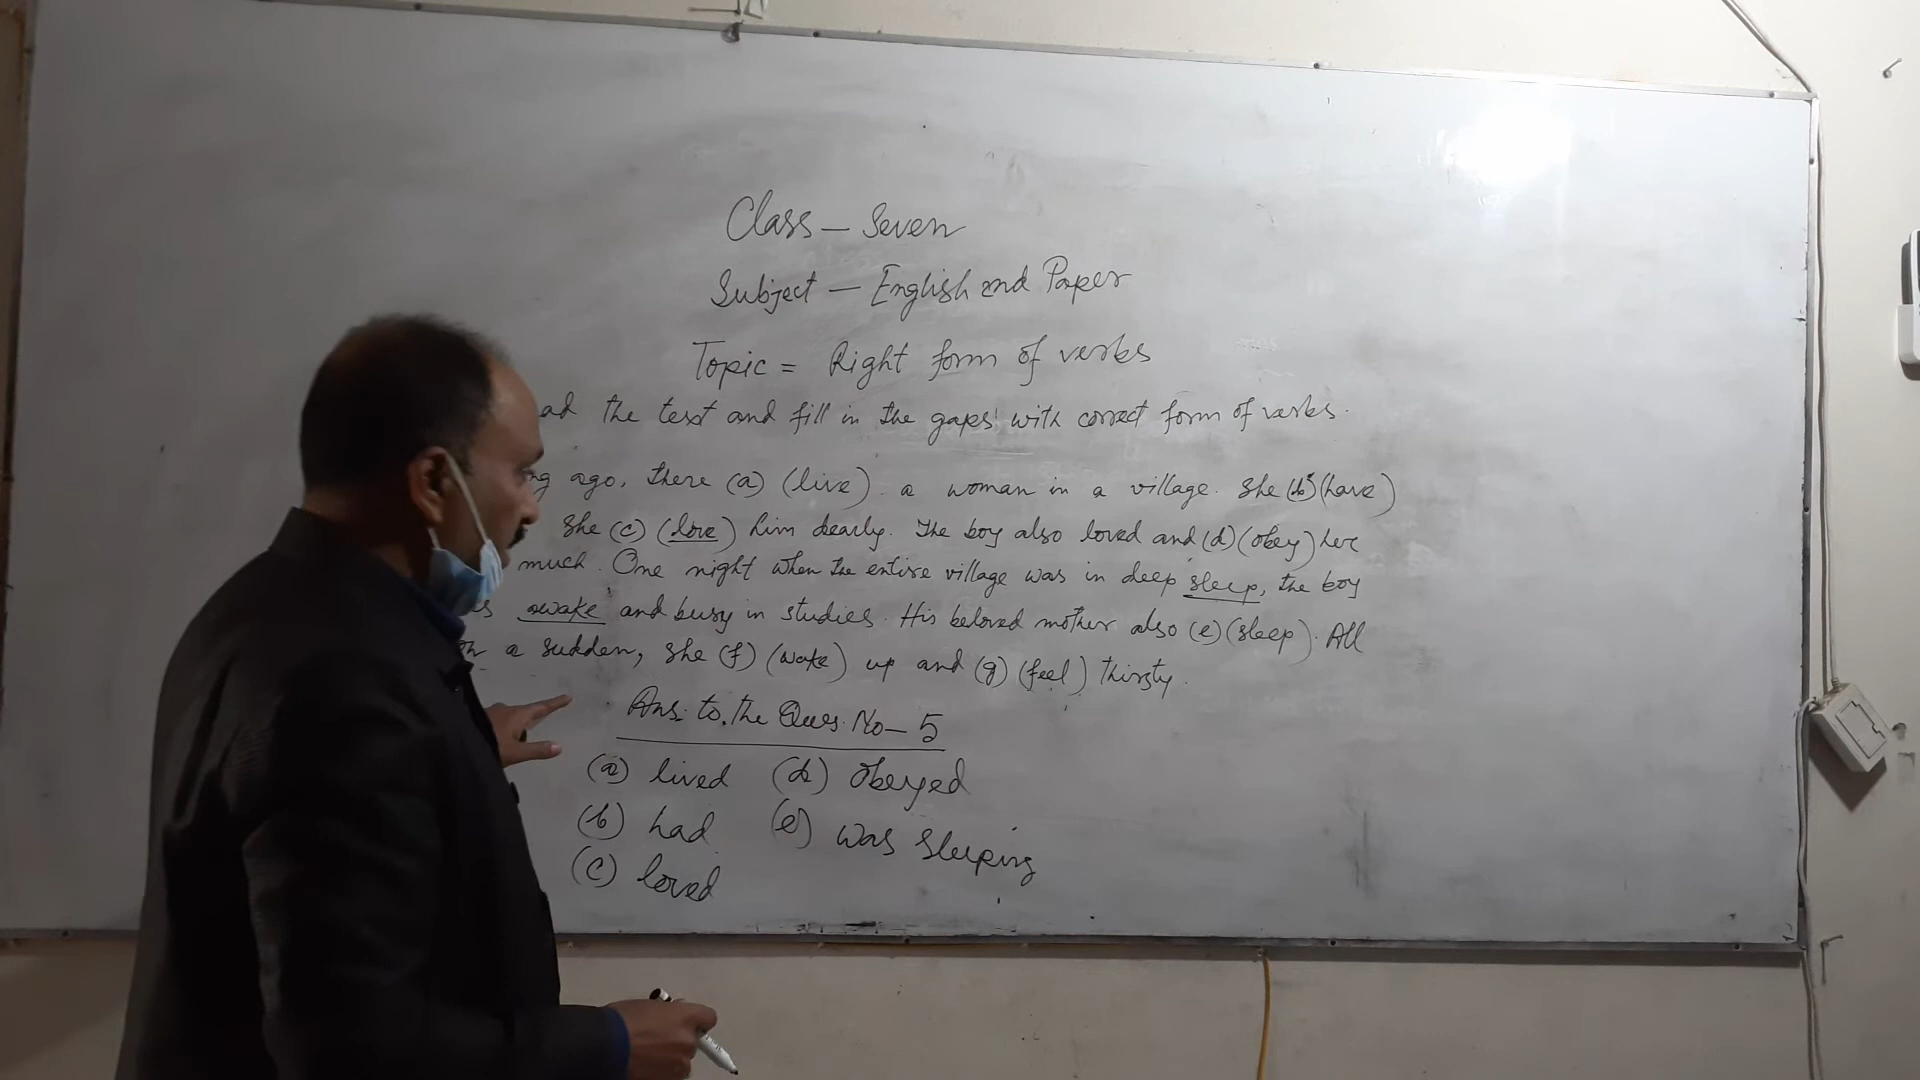 Class - Seven
Subject - English 2nd Paper
Topic = Right form of verbs
ad the text and fill in the gaps with correct form of verbs.
ng ago, there (a) (live) a woman in a village. She (b) (have)
She (c) (love) him dearly. The boy also loved and (d) (obey) her
much. One night when the entire village was in deep sleep, the boy
s awake and busy in studies. His beloved mother also (e) (sleep). All
n a sudden, she (f) (wake) up and (g) (feel) thirsty.
Ans. to. the Ques. No - 5
(a) lived (d) obeyed
(b) had (e) was sleeping
(c) loved